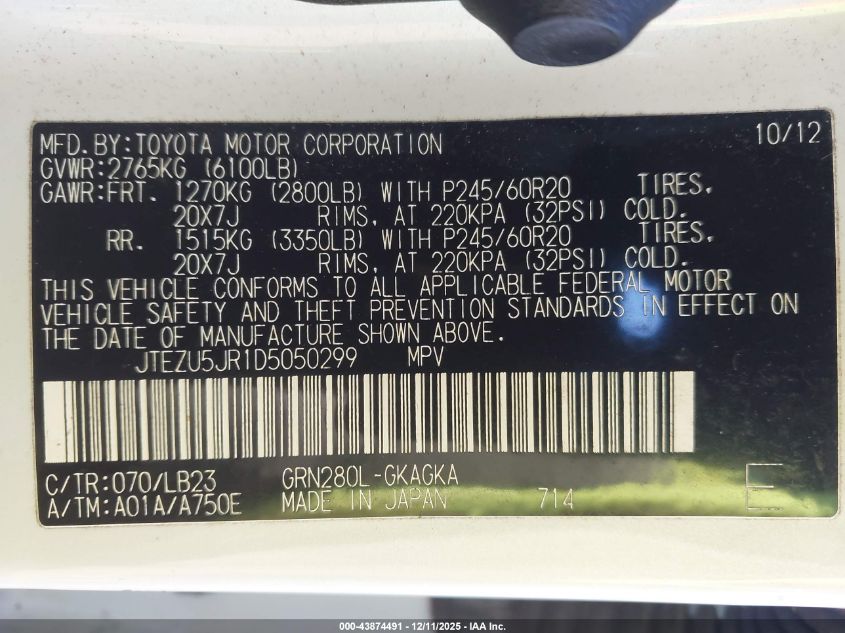 MFD. BY: TOYOTA MOTOR CORPORATION 10/12
GVWR: 2765KG (6100LB)
GAWR: FRT. 1270KG (2800LB) WITH P245/60R20 TIRES,
20X7J RIMS, AT 220KPA (32PSI) COLD.
RR. 1515KG (3350LB) WITH P245/60R20 TIRES,
20X7J RIMS, AT 220KPA (32PSI) COLD.
THIS VEHICLE CONFORMS TO ALL APPLICABLE FEDERAL MOTOR
VEHICLE SAFETY AND THEFT PREVENTION STANDARDS IN EFFECT ON
THE DATE OF MANUFACTURE SHOWN ABOVE.
JTEZU5JR1D5050299 MPV
C/TR: 070/LB23 GRN280L-GKAGKA E
A/TM: A01A/A750E MADE IN JAPAN 714
000-43874491 - 12/11/2025 - IAA Inc.